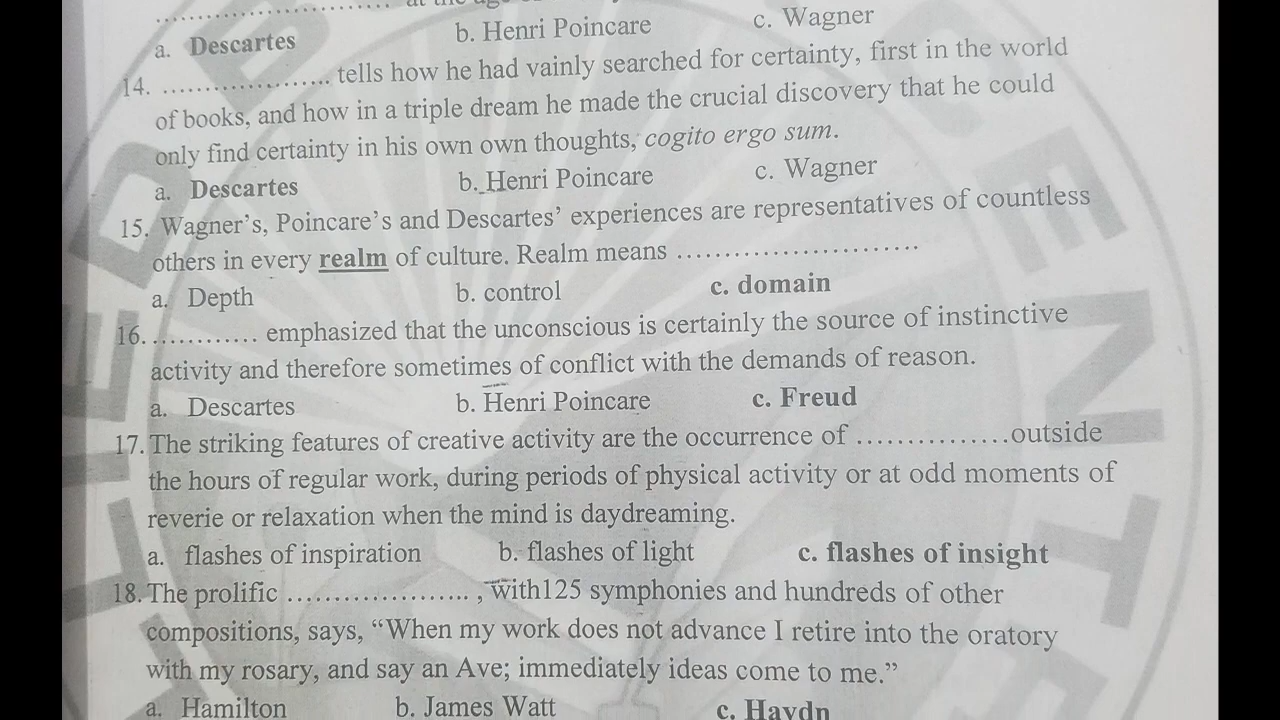 ........................... at the age
a. Descartes b. Henri Poincare c. Wagner
14. ..................... tells how he had vainly searched for certainty, first in the world
of books, and how in a triple dream he made the crucial discovery that he could
only find certainty in his own own thoughts, cogito ergo sum.
a. Descartes b. Henri Poincare c. Wagner
15. Wagner's, Poincare's and Descartes' experiences are representatives of countless
others in every realm of culture. Realm means ..........................
a. Depth b. control c. domain
16. ............. emphasized that the unconscious is certainly the source of instinctive
activity and therefore sometimes of conflict with the demands of reason.
a. Descartes b. Henri Poincare c. Freud
17. The striking features of creative activity are the occurrence of ................outside
the hours of regular work, during periods of physical activity or at odd moments of
reverie or relaxation when the mind is daydreaming.
a. flashes of inspiration b. flashes of light c. flashes of insight
18. The prolific .................... , with125 symphonies and hundreds of other
compositions, says, "When my work does not advance I retire into the oratory
with my rosary, and say an Ave; immediately ideas come to me."
a. Hamilton b. James Watt c. Haydn